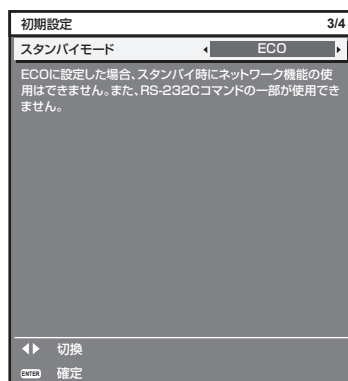 初期設定 3/4
スタンバイモード ECO
ECOに設定した場合、スタンバイ時にネットワーク機能の使
用はできません。また、RS-232Cコマンドの一部が使用でき
ません。
切換
ENTER 確定